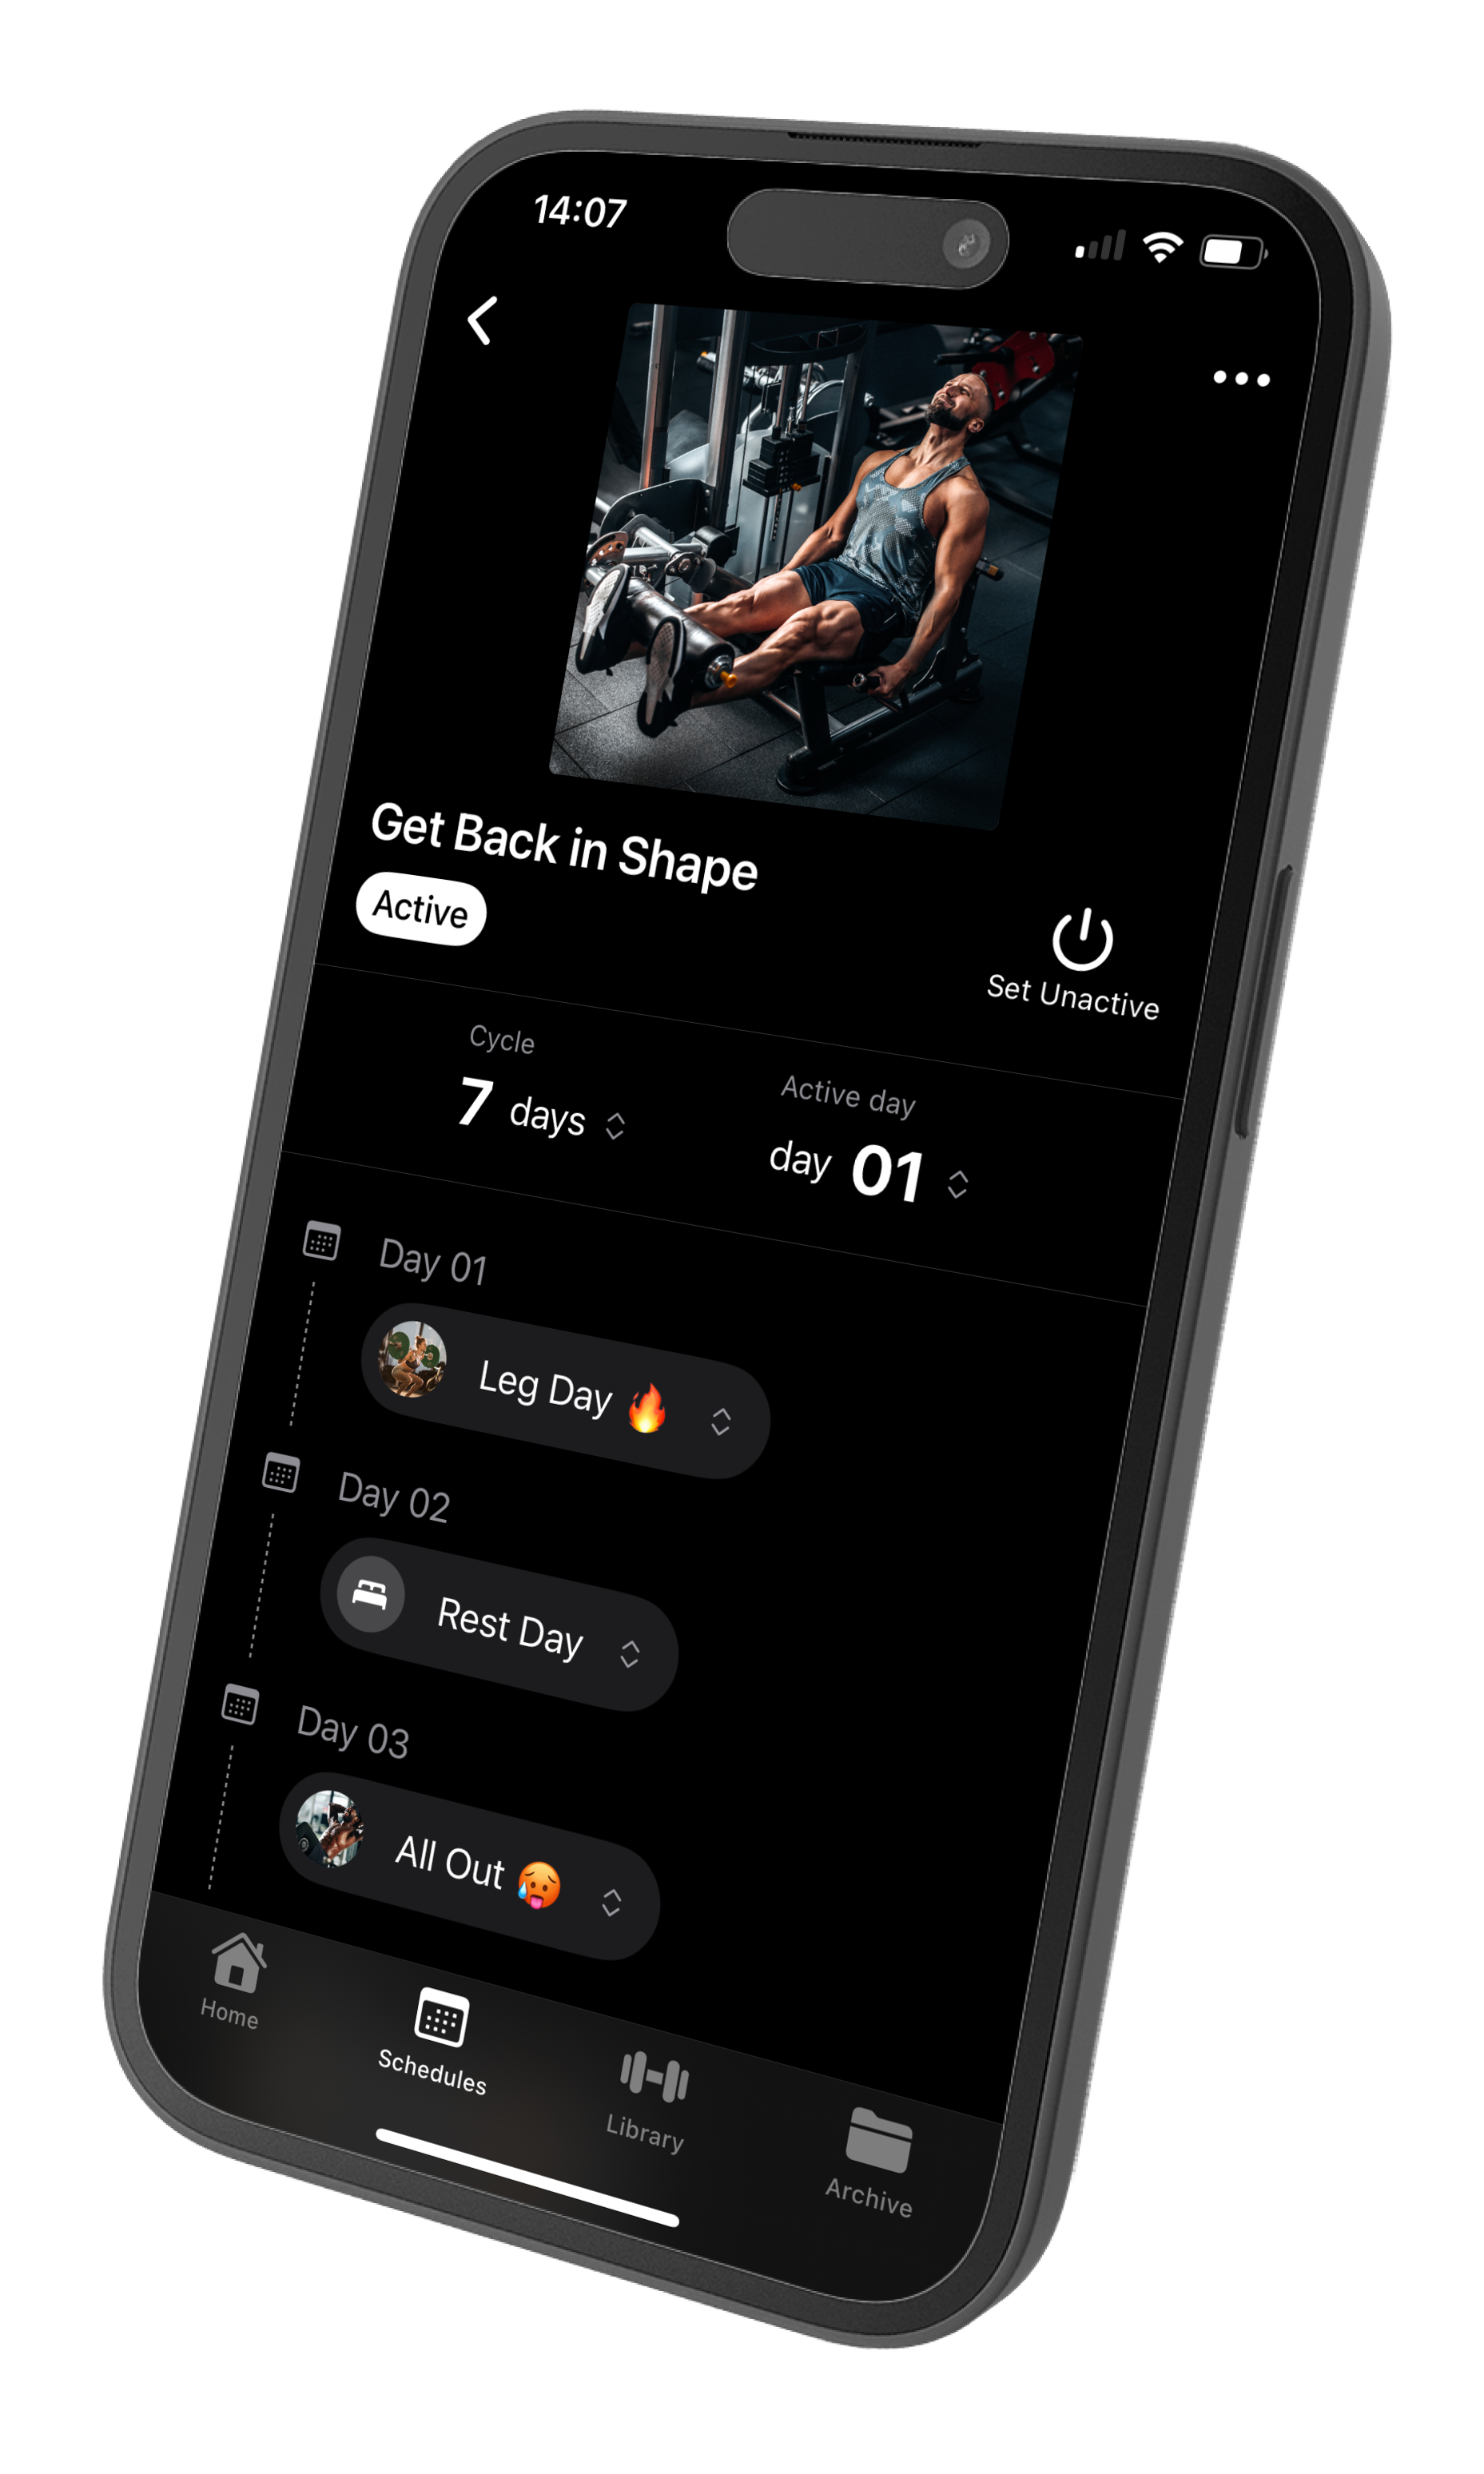 14:07
Get Back in Shape
Active
Set Unactive
Cycle
7 days
Active day
day 01
Day 01
Leg Day 🔥
Day 02
Rest Day
Day 03
All Out 🥵
Home
Schedules
Library
Archive